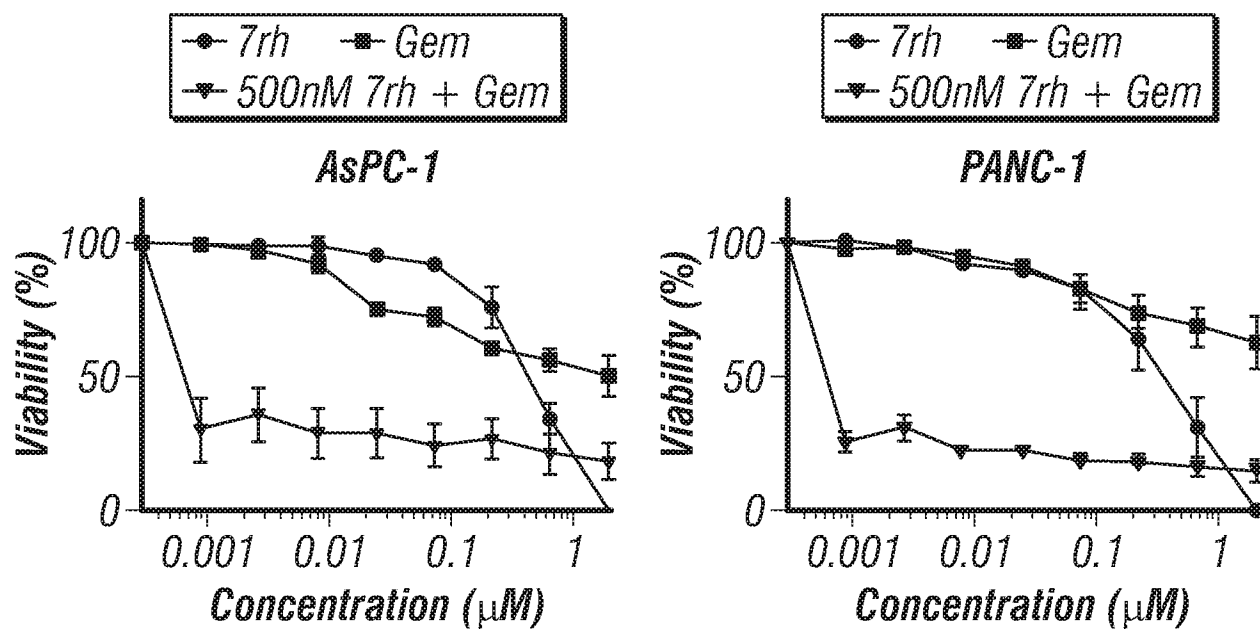 7rh Gem
500nM 7rh + Gem
AsPC-1
Viability (%)
100
50
0
0.001 0.01 0.1 1
Concentration (μM)
7rh Gem
500nM 7rh + Gem
PANC-1
Viability (%)
100
50
0
0.001 0.01 0.1 1
Concentration (μM)